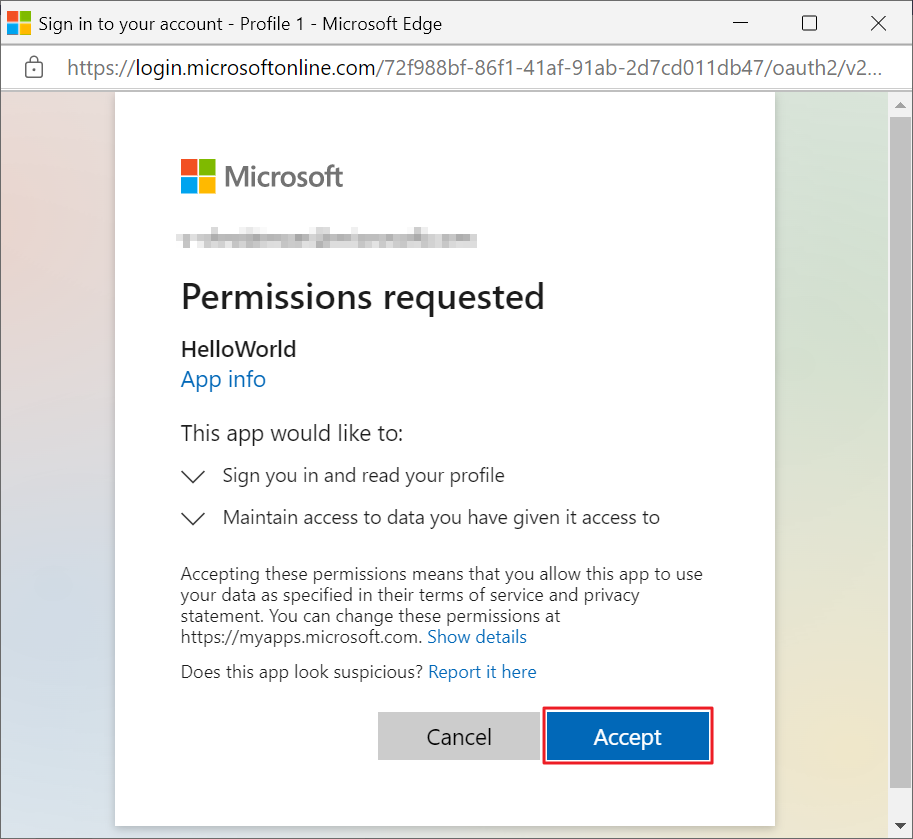 Sign in to your account - Profile 1 - Microsoft Edge
https://login.microsoftonline.com/72f988bf-86f1-41af-91ab-2d7cd011db47/oauth2/v2...
Microsoft
Permissions requested
HelloWorld
App info
This app would like to:
Sign you in and read your profile
Maintain access to data you have given it access to
Accepting these permissions means that you allow this app to use
your data as specified in their terms of service and privacy
statement. You can change these permissions at
https://myapps.microsoft.com. Show details
Does this app look suspicious? Report it here
Cancel Accept